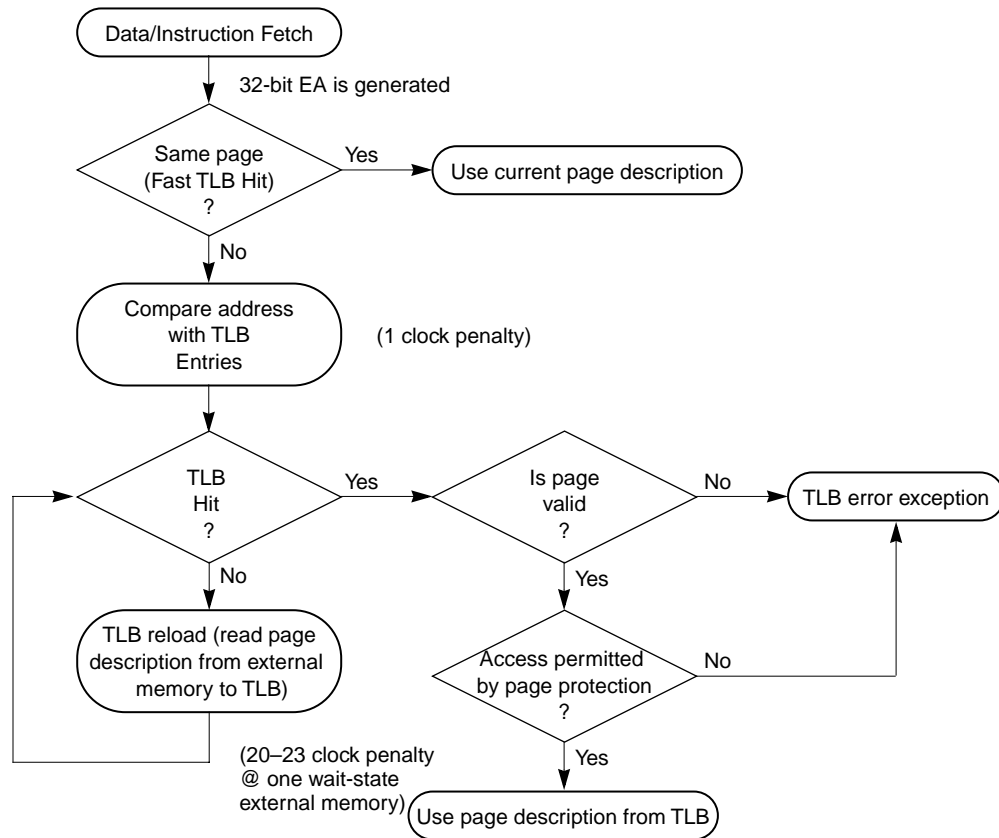 Data/Instruction Fetch
32-bit EA is generated
Same page
(Fast TLB Hit)
?
Yes
Use current page description
No
Compare address
with TLB
Entries
(1 clock penalty)
TLB
Hit
?
Yes
Is page
valid
?
No
TLB error exception
No
Yes
TLB reload (read page
description from external
memory to TLB)
Access permitted
by page protection
?
No
(20–23 clock penalty
@ one wait-state
external memory)
Yes
Use page description from TLB